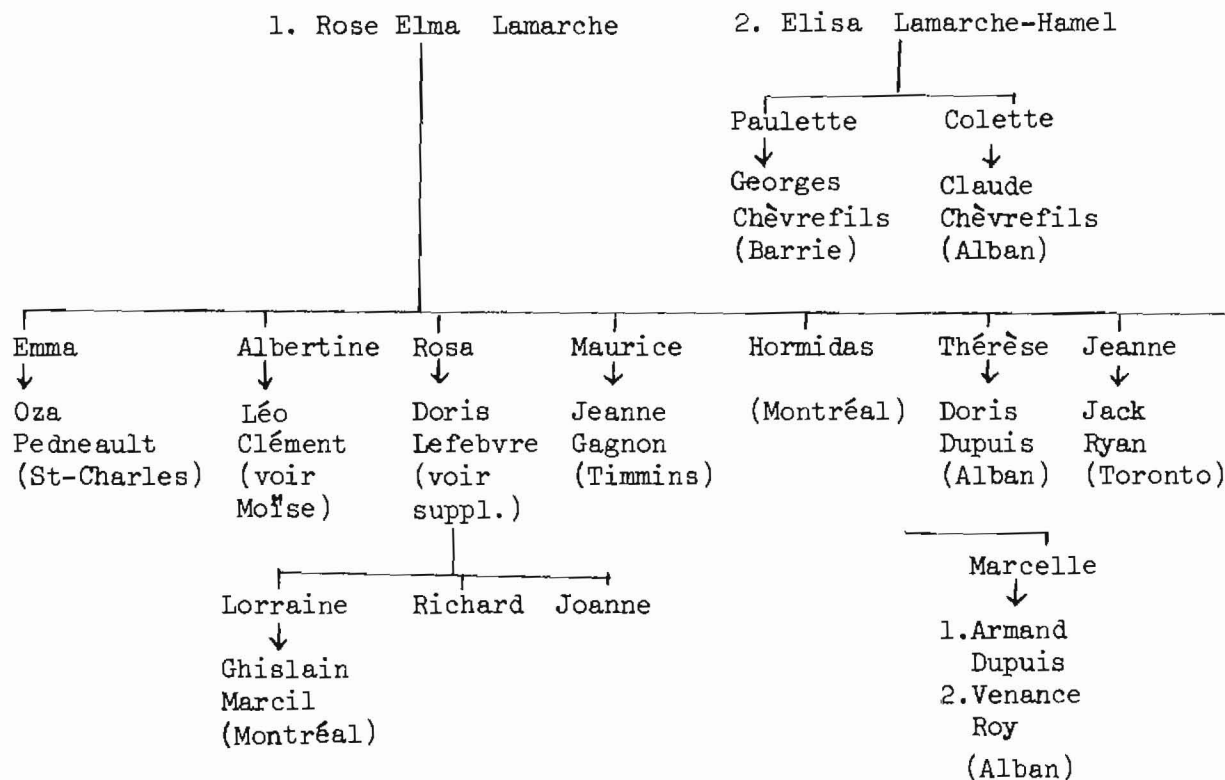 1. Rose Elma Lamarche 2. Elisa Lamarche-Hamel
Paulette Colette
Georges Claude
Chèvrefils Chèvrefils
(Barrie) (Alban)
Emma Albertine Rosa Maurice Hormidas Thérèse Jeanne
Oza Léo Doris Jeanne (Montréal) Doris Jack
Pedneault Clément Lefebvre Gagnon Dupuis Ryan
(St-Charles) (voir (voir (Timmins) (Alban) (Toronto)
Moïse) suppl.)
Marcelle
Lorraine Richard Joanne
1.Armand
Ghislain Dupuis
Marcil 2.Venance
(Montréal) Roy
(Alban)